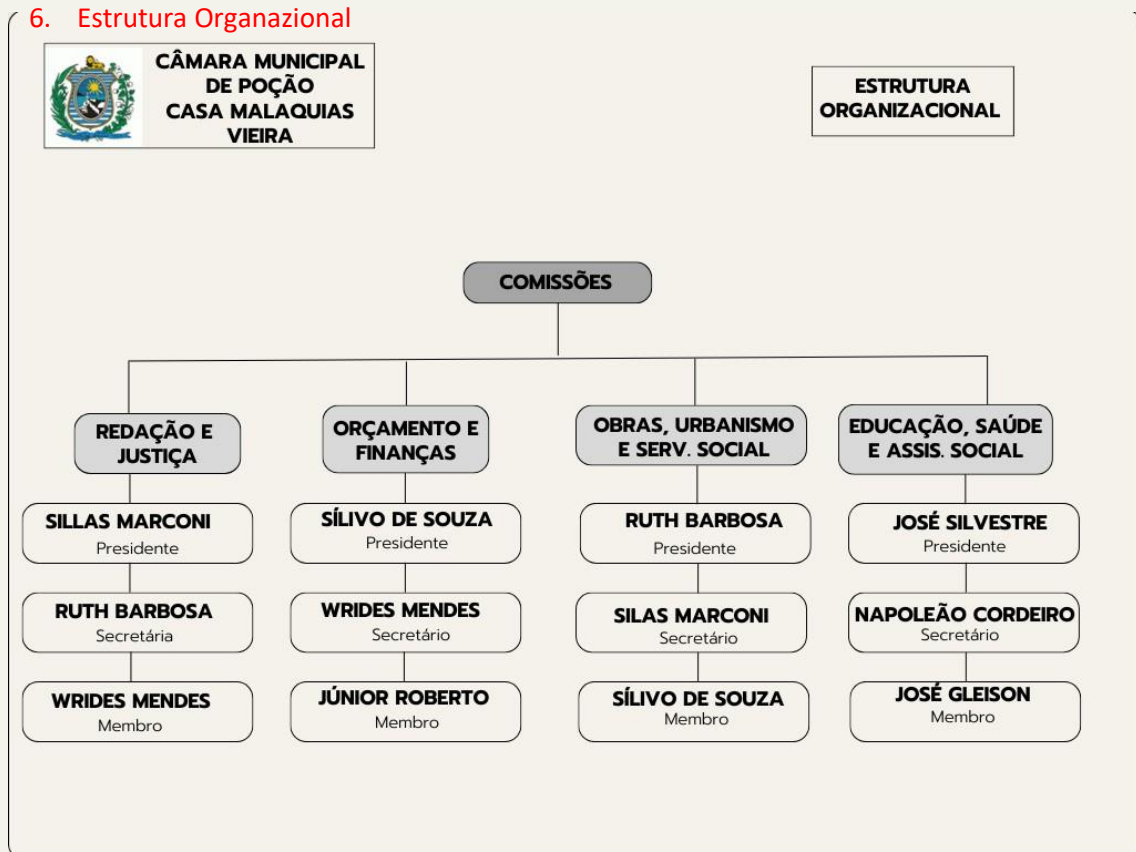 6. Estrutura Organazional
CÂMARA MUNICIPAL
DE POÇÃO
CASA MALAQUIAS
VIEIRA
ESTRUTURA
ORGANIZACIONAL
COMISSÕES
REDAÇÃO E
JUSTIÇA
SILLAS MARCONI
Presidente
RUTH BARBOSA
Secretária
WRIDES MENDES
Membro
ORÇAMENTO E
FINANÇAS
SÍLIVO DE SOUZA
Presidente
WRIDES MENDES
Secretário
JÚNIOR ROBERTO
Membro
OBRAS, URBANISMO
E SERV. SOCIAL
RUTH BARBOSA
Presidente
SILAS MARCONI
Secretário
SÍLIVO DE SOUZA
Membro
EDUCAÇÃO, SAÚDE
E ASSIS. SOCIAL
JOSÉ SILVESTRE
Presidente
NAPOLEÃO CORDEIRO
Secretário
JOSÉ GLEISON
Membro